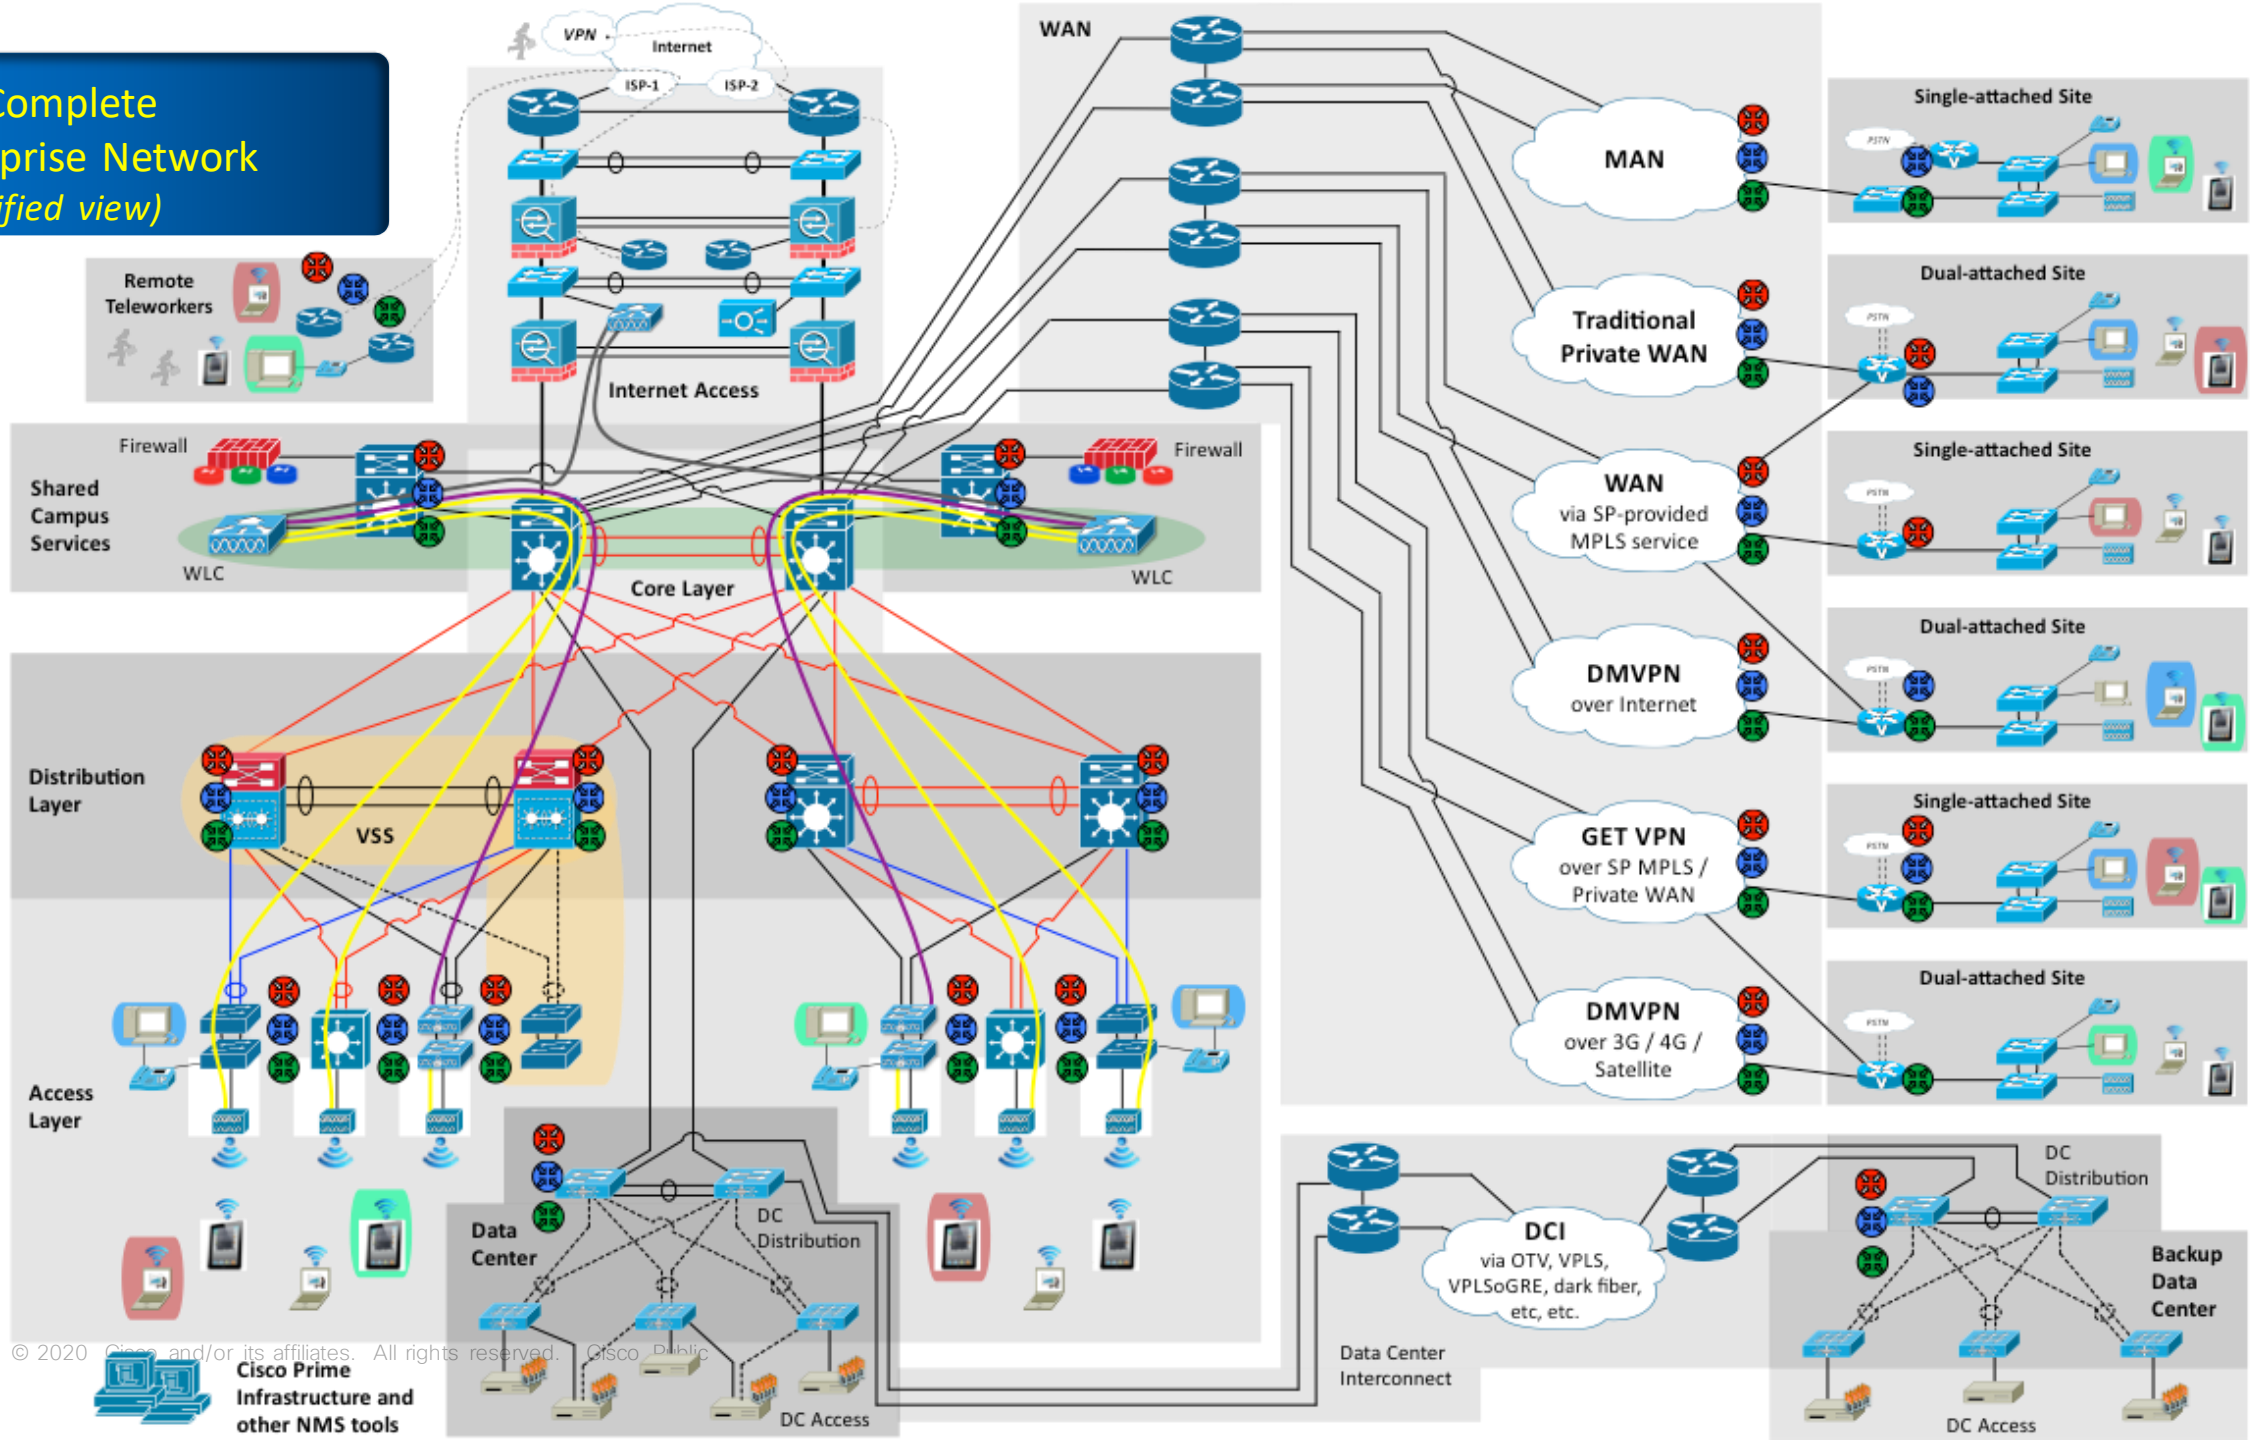 Complete
prise Network
ified view)
VPN
Internet
ISP-1
ISP-2
Internet Access
Remote
Teleworkers
WAN
MAN
Traditional
Private WAN
WAN
via SP-provided
MPLS service
DMVPN
over Internet
GET VPN
over SP MPLS /
Private WAN
DMVPN
over 3G / 4G /
Satellite
Single-attached Site
PSTN
Dual-attached Site
PSTN
Single-attached Site
PSTN
Dual-attached Site
PSTN
Single-attached Site
PSTN
Dual-attached Site
PSTN
Firewall
Firewall
Shared
Campus
Services
WLC
WLC
Core Layer
Distribution
Layer
VSS
Access
Layer
Data
Center
DC
Distribution
DC Access
DCI
via OTV, VPLS,
VPLSoGRE, dark fiber,
etc, etc.
Data Center
Interconnect
DC
Distribution
Backup
Data
Center
DC Access
© 2020 Cisco and/or its affiliates. All rights reserved. Cisco Public
Cisco Prime
Infrastructure and
other NMS tools